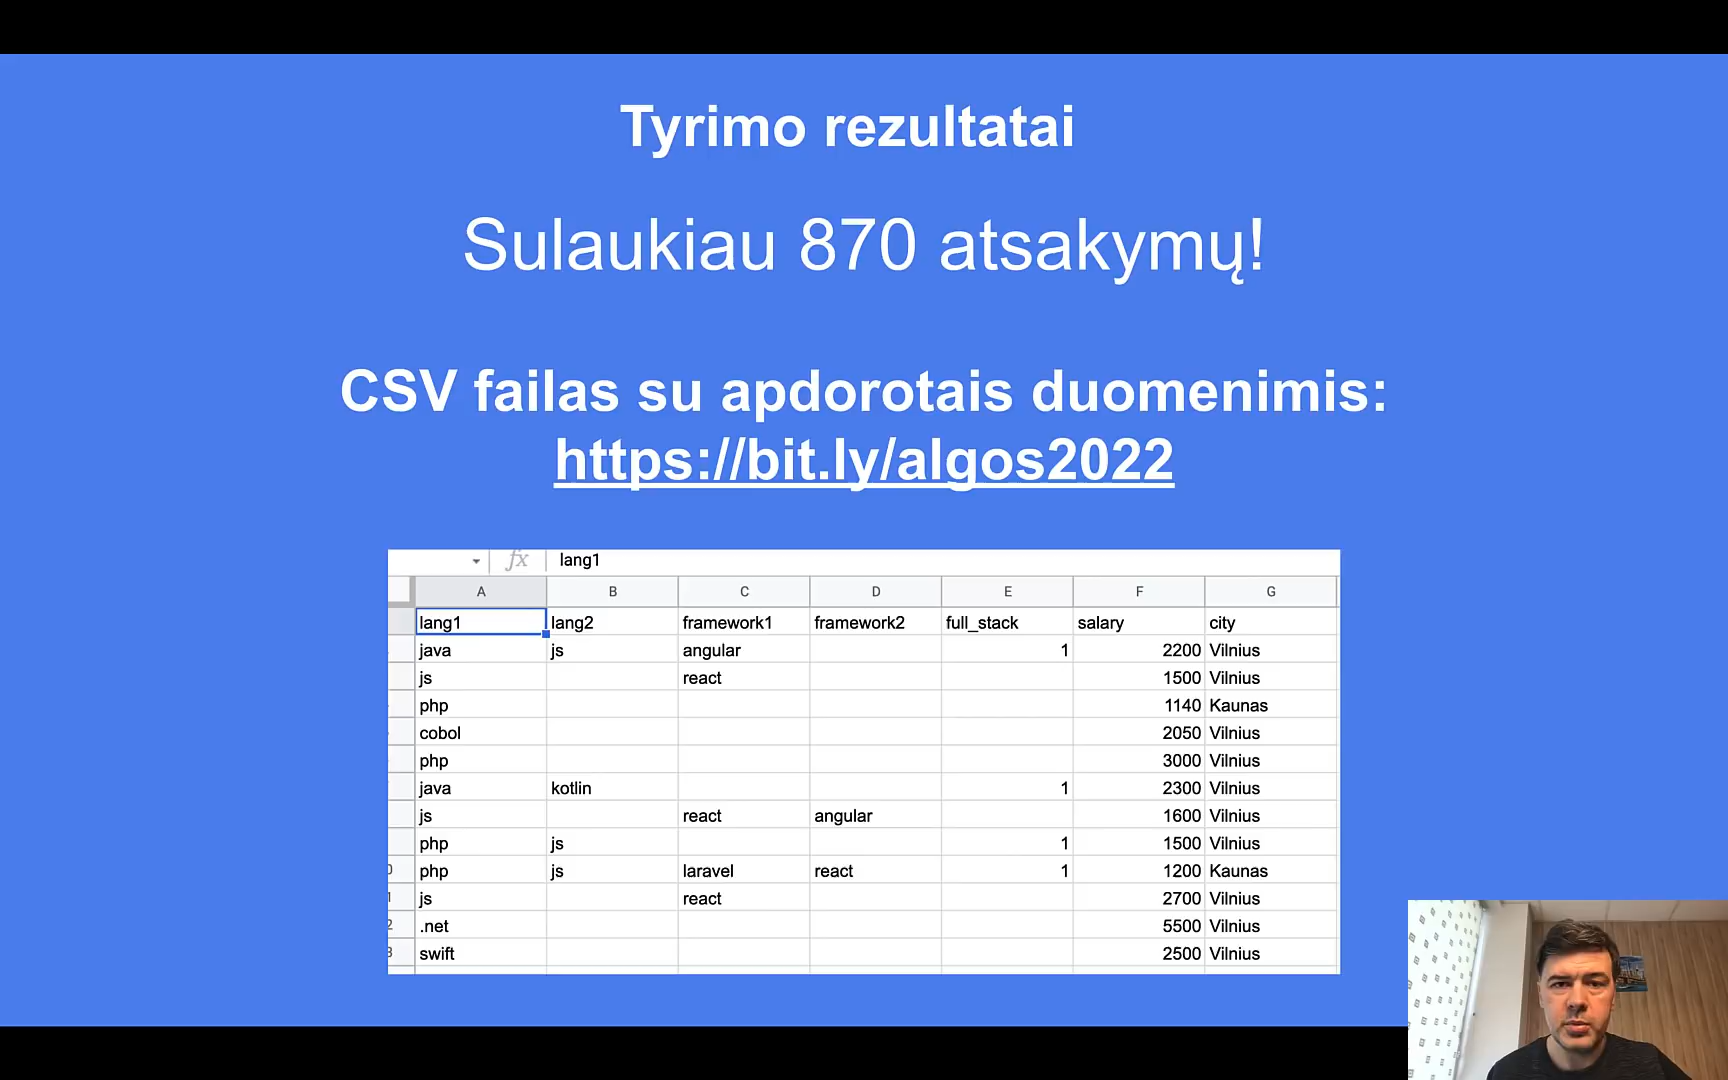 Tyrimo rezultatai
Sulaukiau 870 atsakymų!
CSV failas su apdorotais duomenimis:
https://bit.ly/algos2022
fx lang1
A B C D E F G
lang1 lang2 framework1 framework2 full_stack salary city
java js angular 1 2200 Vilnius
js react 1500 Vilnius
php 1140 Kaunas
cobol 2050 Vilnius
php 3000 Vilnius
java kotlin 1 2300 Vilnius
js react angular 1600 Vilnius
php js 1 1500 Vilnius
php js laravel react 1 1200 Kaunas
js react 2700 Vilnius
.net 5500 Vilnius
swift 2500 Vilnius